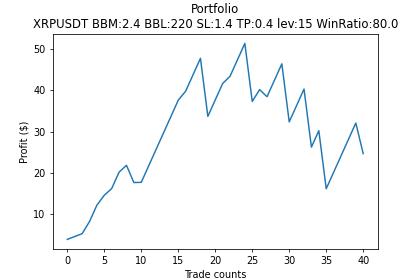 Portfolio
XRPUSDT BBM:2.4 BBL:220 SL:1.4 TP:0.4 lev:15 WinRatio:80.0
Profit ($)
50
40
30
20
10
0 5 10 15 20 25 30 35 40
Trade counts